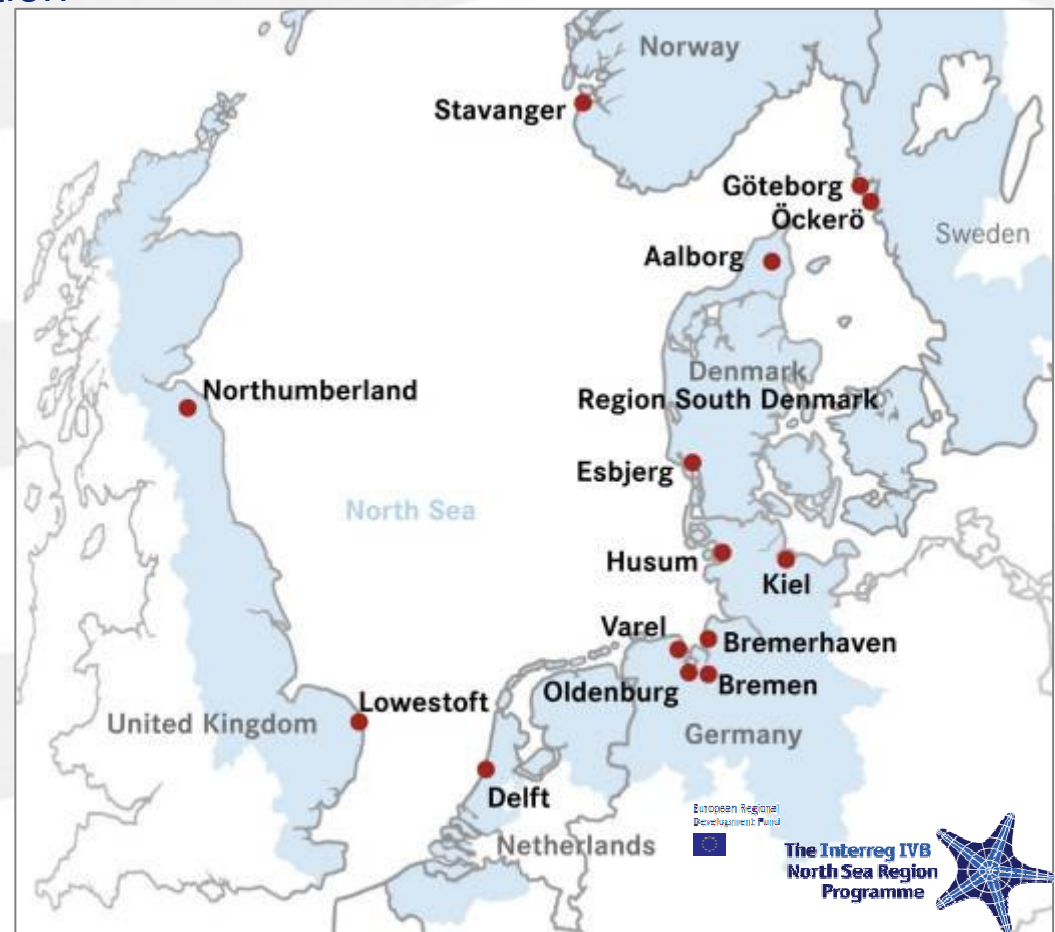 Norway
Stavanger
Göteborg
Öckerö
Sweden
Aalborg
Denmark
Northumberland
Region South Denmark
Esbjerg
North Sea
Husum
Kiel
Varel
Bremerhaven
Oldenburg
Bremen
Lowestoft
United Kingdom
Germany
Delft
Netherlands
European Regional
Development Fund
The Interreg IVB
North Sea Region
Programme